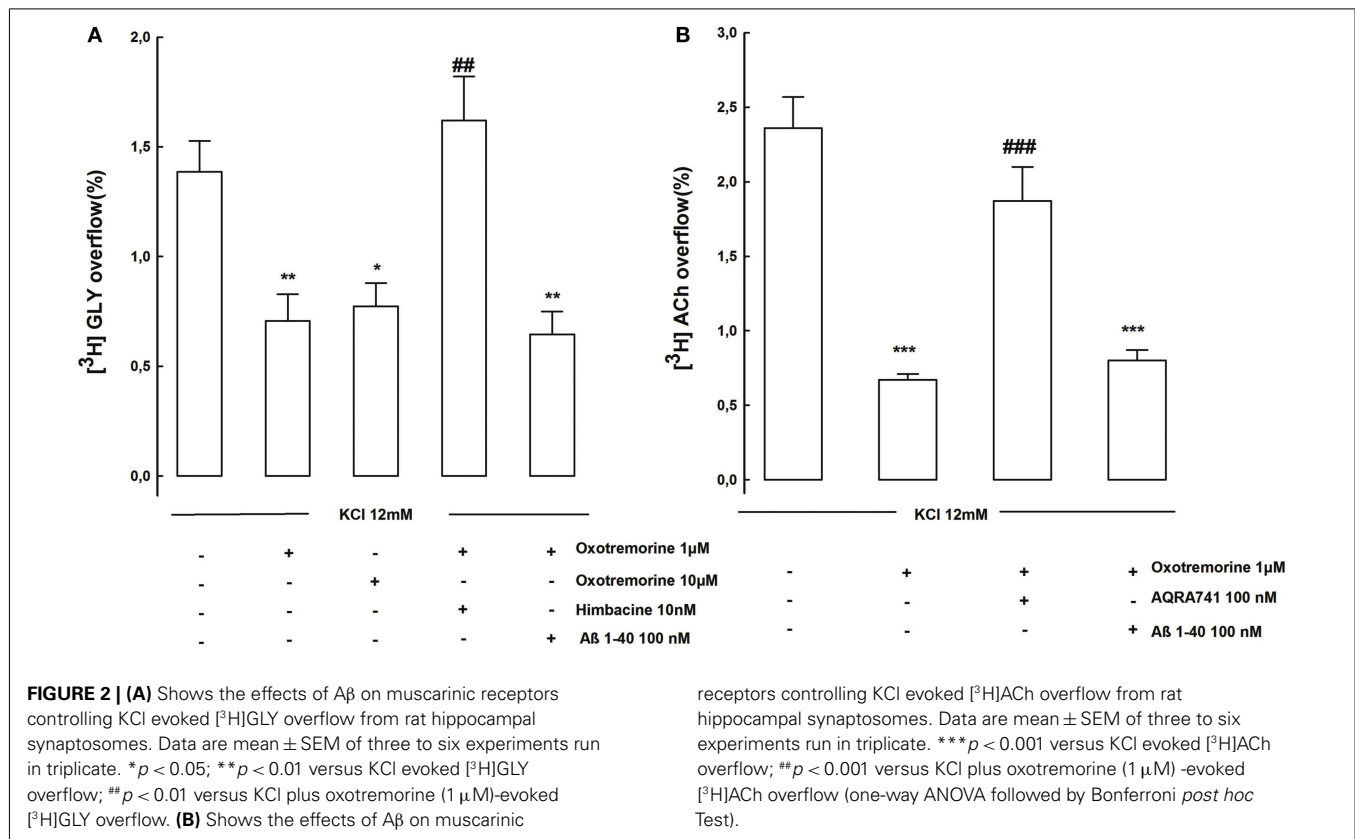 A
2,0
1,5
1,0
0,5
0,0
[³H] GLY overflow(%)
**
*
##
**
KCl 12mM
- + - + + Oxotremorine 1µM
- - + - - Oxotremorine 10µM
- - - + - Himbacine 10nM
- - - - + Aß 1-40 100 nM
B
3,0
2,5
2,0
1,5
1,0
0,5
0,0
[³H] ACh overflow(%)
***
###
***
KCl 12mM
- + + + Oxotremorine 1µM
- - + - AQRA741 100 nM
- - - + Aß 1-40 100 nM
FIGURE 2 | (A) Shows the effects of Aβ on muscarinic receptors
controlling KCl evoked [³H]GLY overflow from rat hippocampal
synaptosomes. Data are mean ± SEM of three to six experiments run
in triplicate. *p < 0.05; **p < 0.01 versus KCl evoked [³H]GLY
overflow; ##p < 0.01 versus KCl plus oxotremorine (1 µM)-evoked
[³H]GLY overflow. (B) Shows the effects of Aβ on muscarinic
receptors controlling KCl evoked [³H]ACh overflow from rat
hippocampal synaptosomes. Data are mean ± SEM of three to six
experiments run in triplicate. ***p < 0.001 versus KCl evoked [³H]ACh
overflow; ##p < 0.001 versus KCl plus oxotremorine (1 µM) -evoked
[³H]ACh overflow (one-way ANOVA followed by Bonferroni post hoc
Test).